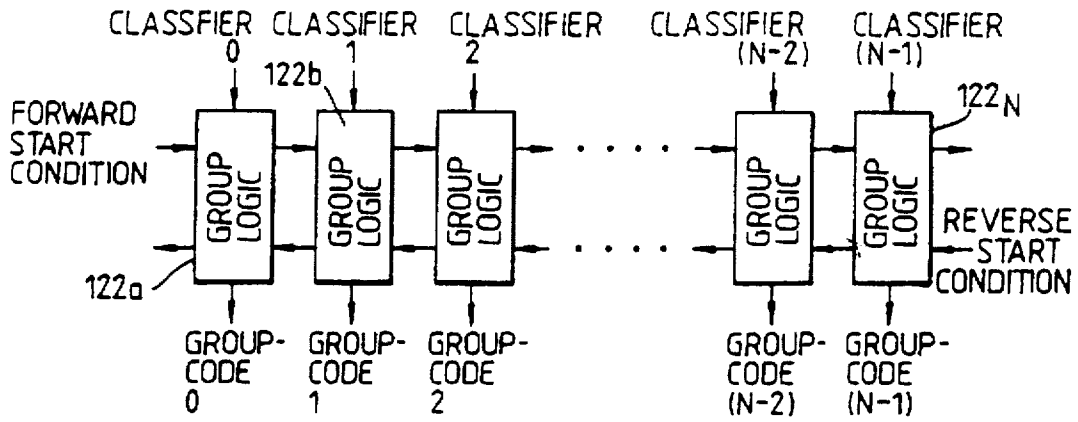 CLASSFIER CLASSIFIER CLASSIFIER CLASSIFIER CLASSIFIER
0 1 2 (N-2) (N-1)
122b
122N
FORWARD
START
CONDITION
GROUP LOGIC
GROUP LOGIC
GROUP LOGIC
GROUP LOGIC
GROUP LOGIC
REVERSE
START
CONDITION
122a
GROUP- GROUP- GROUP- GROUP- GROUP-
CODE CODE CODE CODE CODE
0 1 2 (N-2) (N-1)